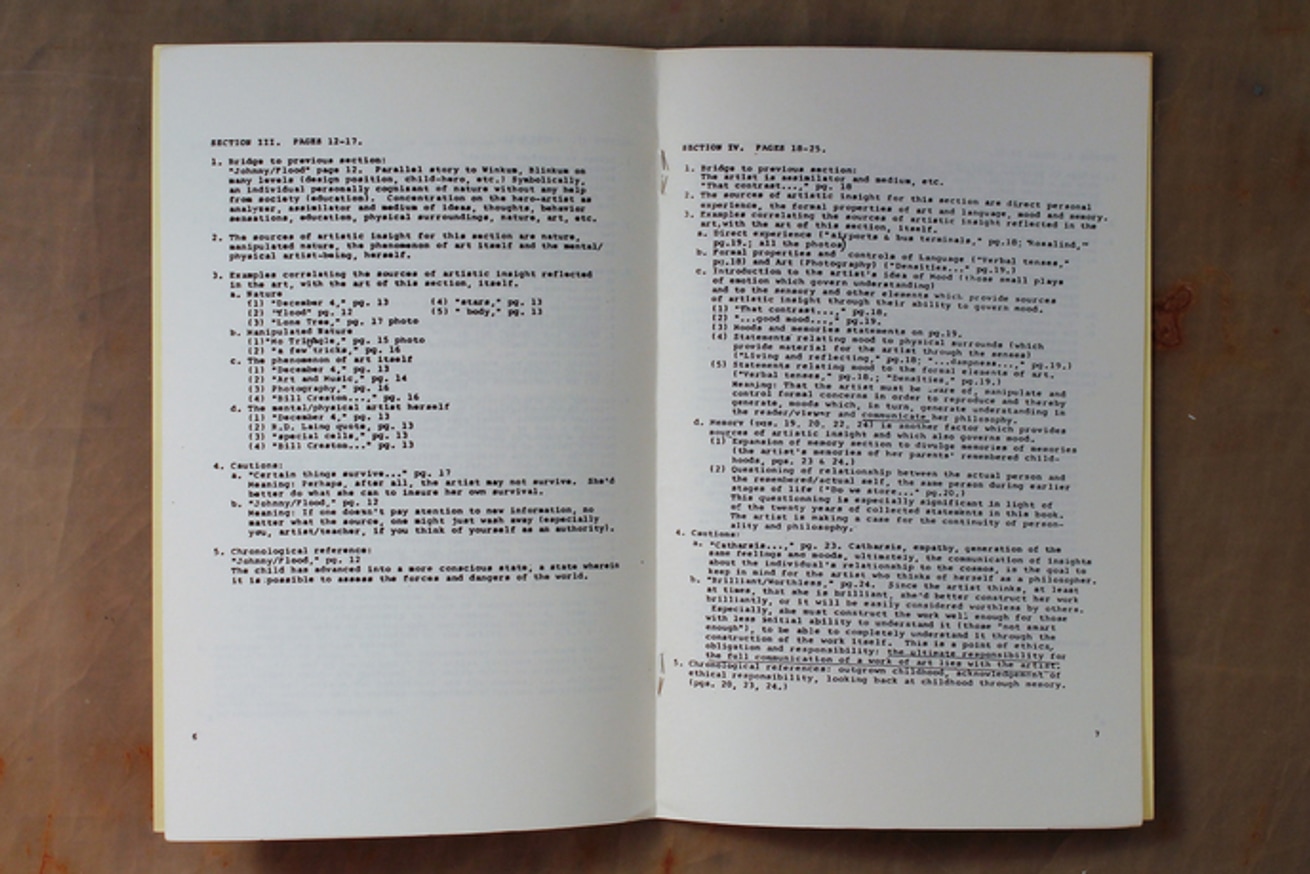 SECTION III. PAGES 12-17.
1. Bridge to previous section:
"Johnny/Flood" page 12. Parallel story to Winkum, Blinkum on
many levels (design position, child-hero, etc.) Symbolically,
an individual personally cognizant of nature without any help
from society (education). Concentration on the hero-artist as
analyser, assimilator and medium of ideas, thoughts, behavior
sensations, education, physical surroundings, nature, art, etc.
2. The sources of artistic insight for this section are nature,
manipulated nature, the phenomenon of art itself and the mental/
physical artist-being, herself.
3. Examples correlating the sources of artistic insight reflected
in the art, with the art of this section, itself.
a. Nature
(1) "December 4," pg. 13 (4) "stars," pg. 13
(2) "Flood" pg. 12 (5) " body," pg. 13
(3) "Lone Tree," pg. 17 photo
b. Manipulated Nature
(1) "No Triangle," pg. 15 photo
(2) "a few tricks, pg. 16
c. The phenomenon of art itself
(1) "December 4," pg. 13
(2) "Art and Music," pg. 14
(3) Photography," pg. 16
(4) "Bill Creston..." pg. 16
d. The mental/physical artist herself
(1) "December 4," pg. 13
(2) R.D. Laing quote, pg. 13
(3) "special cells," pg. 13
(4) "Bill Creston..." pg. 13
4. Cautions:
a. "Certain things survive..." pg. 17
Meaning: Perhaps, after all, the artist may not survive. She'd
better do what she can to insure her own survival.
b. "Johnny/Flood," pg. 12
Meaning: If one doesn't pay attention to new information, no
matter what the source, one might just wash away (especially
you, artist/teacher, if you think of yourself as an authority).
5. Chronological reference:
"Johnny/Flood," pg. 12
The child has advanced into a more conscious state, a state wherein
it is possible to assess the forces and dangers of the world.
6
SECTION IV. PAGES 18-25.
1. Bridge to previous section:
The artist is assimilator and medium, etc.
"That contrast...," pg. 18
2. The sources of artistic insight for this section are direct personal
experience, the formal properties of art and language, mood and memory.
3. Examples correlating the sources of artistic insight reflected in the
art, with the art of this section, itself.
a. Direct experience ("airports & bus terminals," pg.18; "Rosalind,"
pg.19.; all the photos)
b. Formal properties and controls of Language ("Verbal tenses,"
pg.18) and Art (Photography) ("Densities..." pg.19.)
c. Introduction to the artist's idea of Mood (those small plays
of emotion which govern understanding)
and to the sensory and other elements which provide sources
of artistic insight through their ability to govern mood.
(1) "That contrast...," pg.18.
(2) "...good mood...," pg.19.
(3) Moods and memories statements on pg.19.
(4) Statements relating mood to physical surrounds (which
provide material for the artist through the senses)
("Living and reflecting," pg.18; "...dampness...," pg.19.)
(5) Statements relating mood to the formal elements of art.
("Verbal tenses," pg.18.; "Densities," pg.19.)
Meaning: That the artist must be aware of, manipulate and
control formal concerns in order to reproduce and thereby
generate, moods which, in turn, generate understanding in
the reader/viewer and communicate her philosophy.
d. Memory (pgs. 19, 20, 22, 24) is another factor which provides
sources of artistic insight and which also governs mood.
(1) Expansion of memory section to divulge memories of memories
(the artist's memories of her parents' remembered child-
hoods, pgs. 23 & 24.)
(2) Questioning of relationship between the actual person and
the remembered/actual self, the same person during earlier
stages of life ("Do we store..." pg.20.)
This questionning is especially significant in light of
of the twenty years of collected statements in this book.
The artist is making a case for the continuity of person-
ality and philosophy.
4. Cautions:
a. "Catharsis...," pg. 23. Catharsis, empathy, generation of the
same feelings and moods, ultimately, the communication of insights
about the individual's relationship to the cosmos, is the goal to
keep in mind for the artist who thinks of herself as a philosopher.
b. "Brilliant/Worthless," pg.24. Since the artist thinks, at least
at times, that she is brilliant, she'd better construct her work
brilliantly, or it will be easily considered worthless by others.
Especially, she must construct the work well enough for those
with less initial ability to understand it (those "not smart
enough"), to be able to completely understand it through the
construction of the work itself. This is a point of ethics,
obligation and responsibility: the ultimate responsibility for
the full communication of a work of art lies with the artist.
5. Chronological references: outgrown childhood, acknowledgement of
ethical responsibility, looking back at childhood through memory.
(pgs. 20, 23, 24.)
7